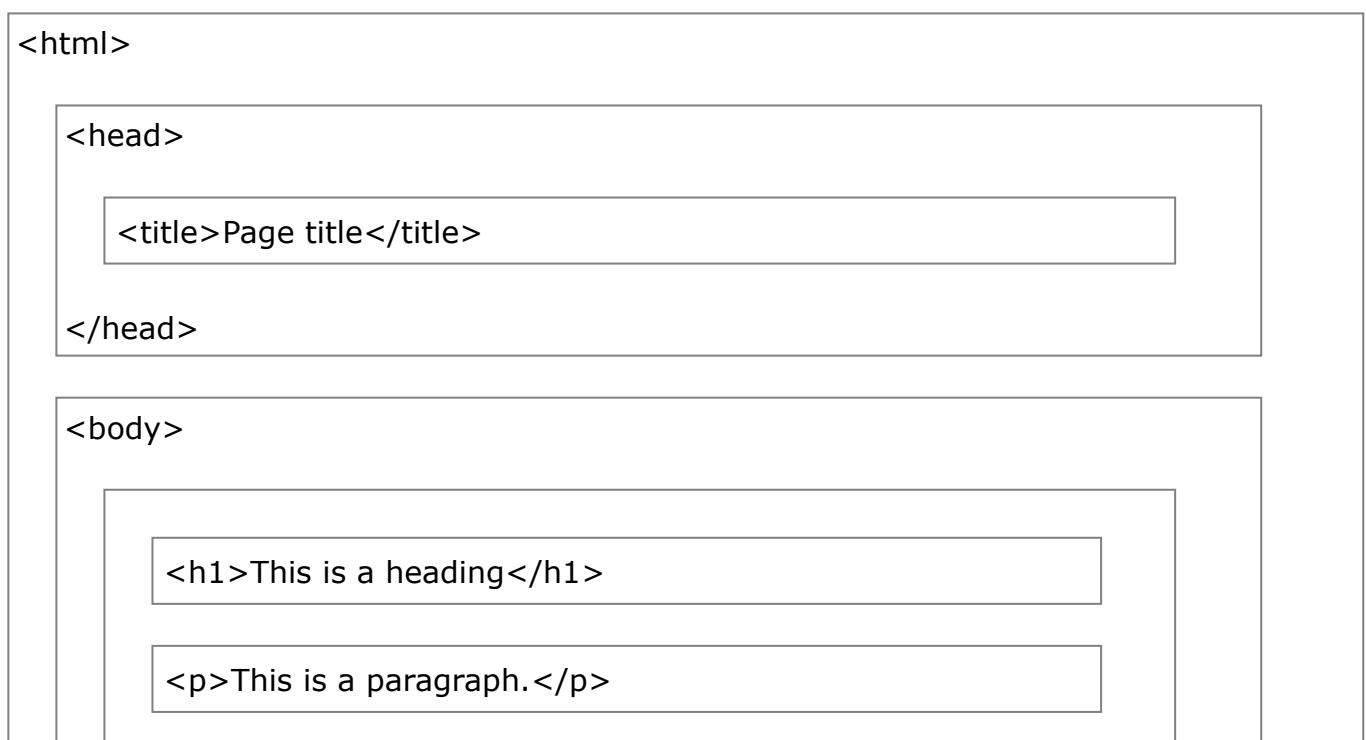 <html>
<head>
<title>Page title</title>
</head>
<body>
<h1>This is a heading</h1>
<p>This is a paragraph.</p>